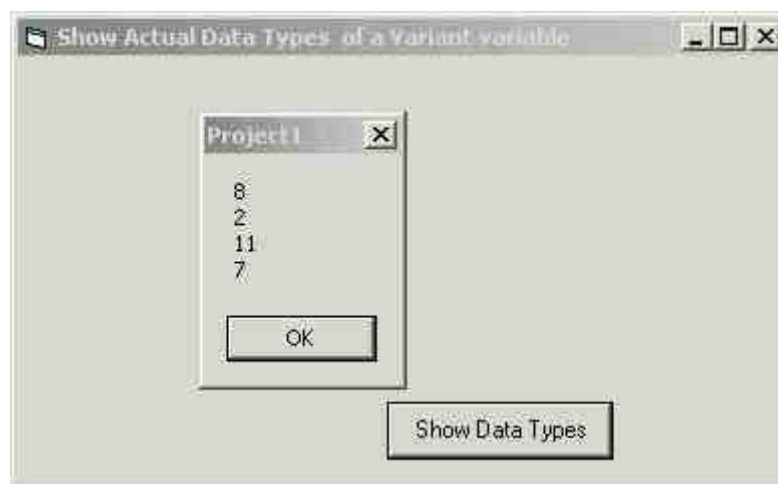 Show Actual Data Types of a Variant variable
Project1
8
2
11
7
OK
Show Data Types